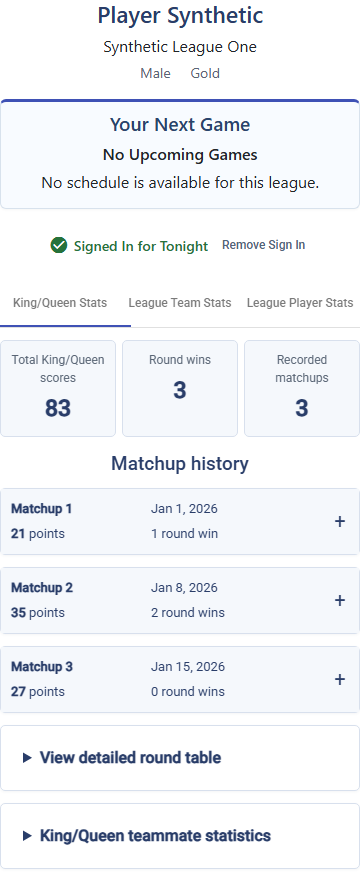 Player Synthetic
Synthetic League One
Male Gold
Your Next Game
No Upcoming Games
No schedule is available for this league.
Signed In for Tonight Remove Sign In
King/Queen Stats League Team Stats League Player Stats
Total King/Queen scores
83
Round wins
3
Recorded matchups
3
Matchup history
Matchup 1 Jan 1, 2026
21 points 1 round win
+
Matchup 2 Jan 8, 2026
35 points 2 round wins
+
Matchup 3 Jan 15, 2026
27 points 0 round wins
+
View detailed round table
King/Queen teammate statistics